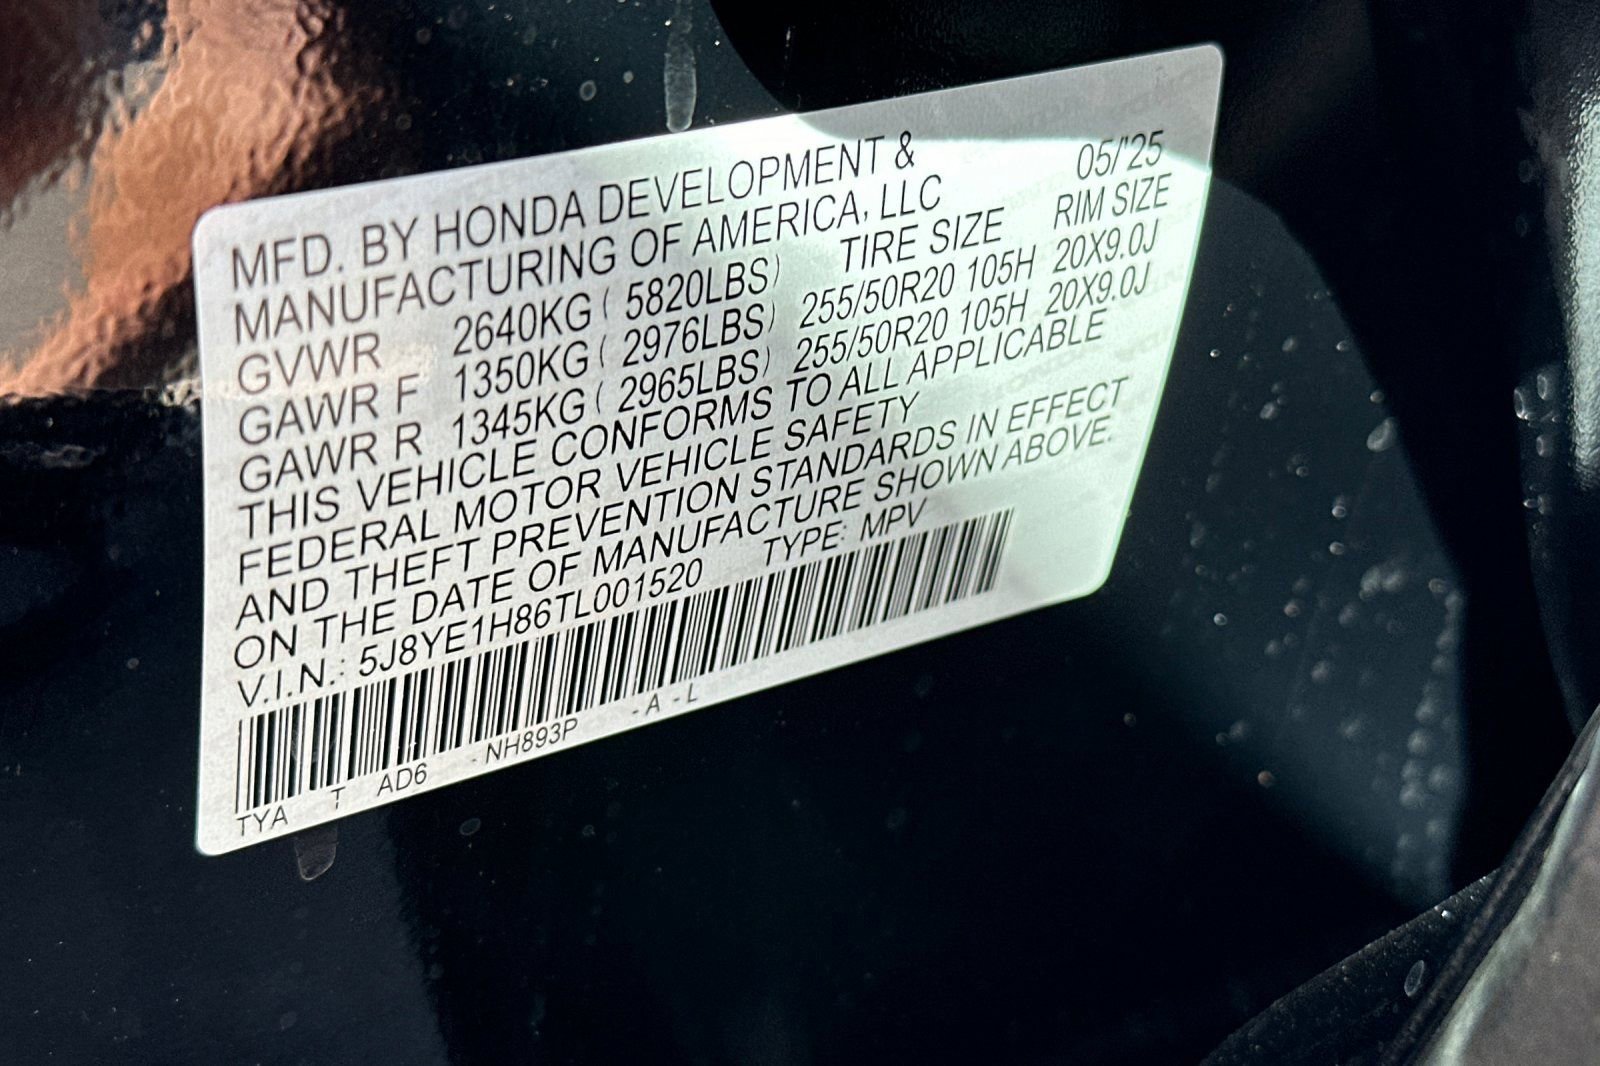 MFD. BY HONDA DEVELOPMENT & 05/'25
MANUFACTURING OF AMERICA, LLC
TIRE SIZE RIM SIZE
GVWR 2640KG ( 5820LBS)
GAWR F 1350KG ( 2976LBS) 255/50R20 105H 20X9.0J
GAWR R 1345KG ( 2965LBS) 255/50R20 105H 20X9.0J
THIS VEHICLE CONFORMS TO ALL APPLICABLE
FEDERAL MOTOR VEHICLE SAFETY
AND THEFT PREVENTION STANDARDS IN EFFECT
ON THE DATE OF MANUFACTURE SHOWN ABOVE.
V.I.N.: 5J8YE1H86TL001520 TYPE: MPV
TYA T AD6 - NH893P - A - L